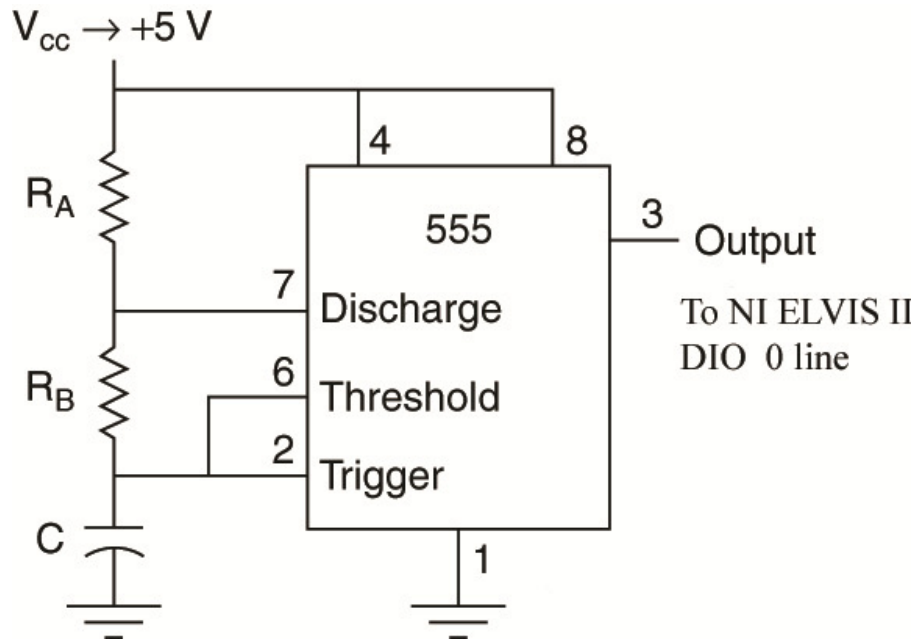 Vcc → +5 V
4
8
RA
555
3
Output
7
Discharge
To NI ELVIS II
DIO 0 line
RB
6
Threshold
2
Trigger
C
1